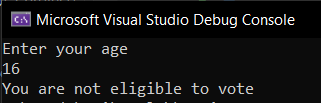 Microsoft Visual Studio Debug Console
Enter your age
16
You are not eligible to vote